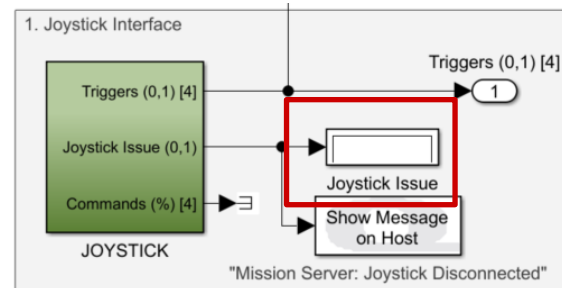 1. Joystick Interface
Triggers (0,1) [4]
Triggers (0,1) [4]
1
Joystick Issue (0,1)
Joystick Issue
Commands (%) [4]
Show Message
on Host
JOYSTICK
"Mission Server: Joystick Disconnected"